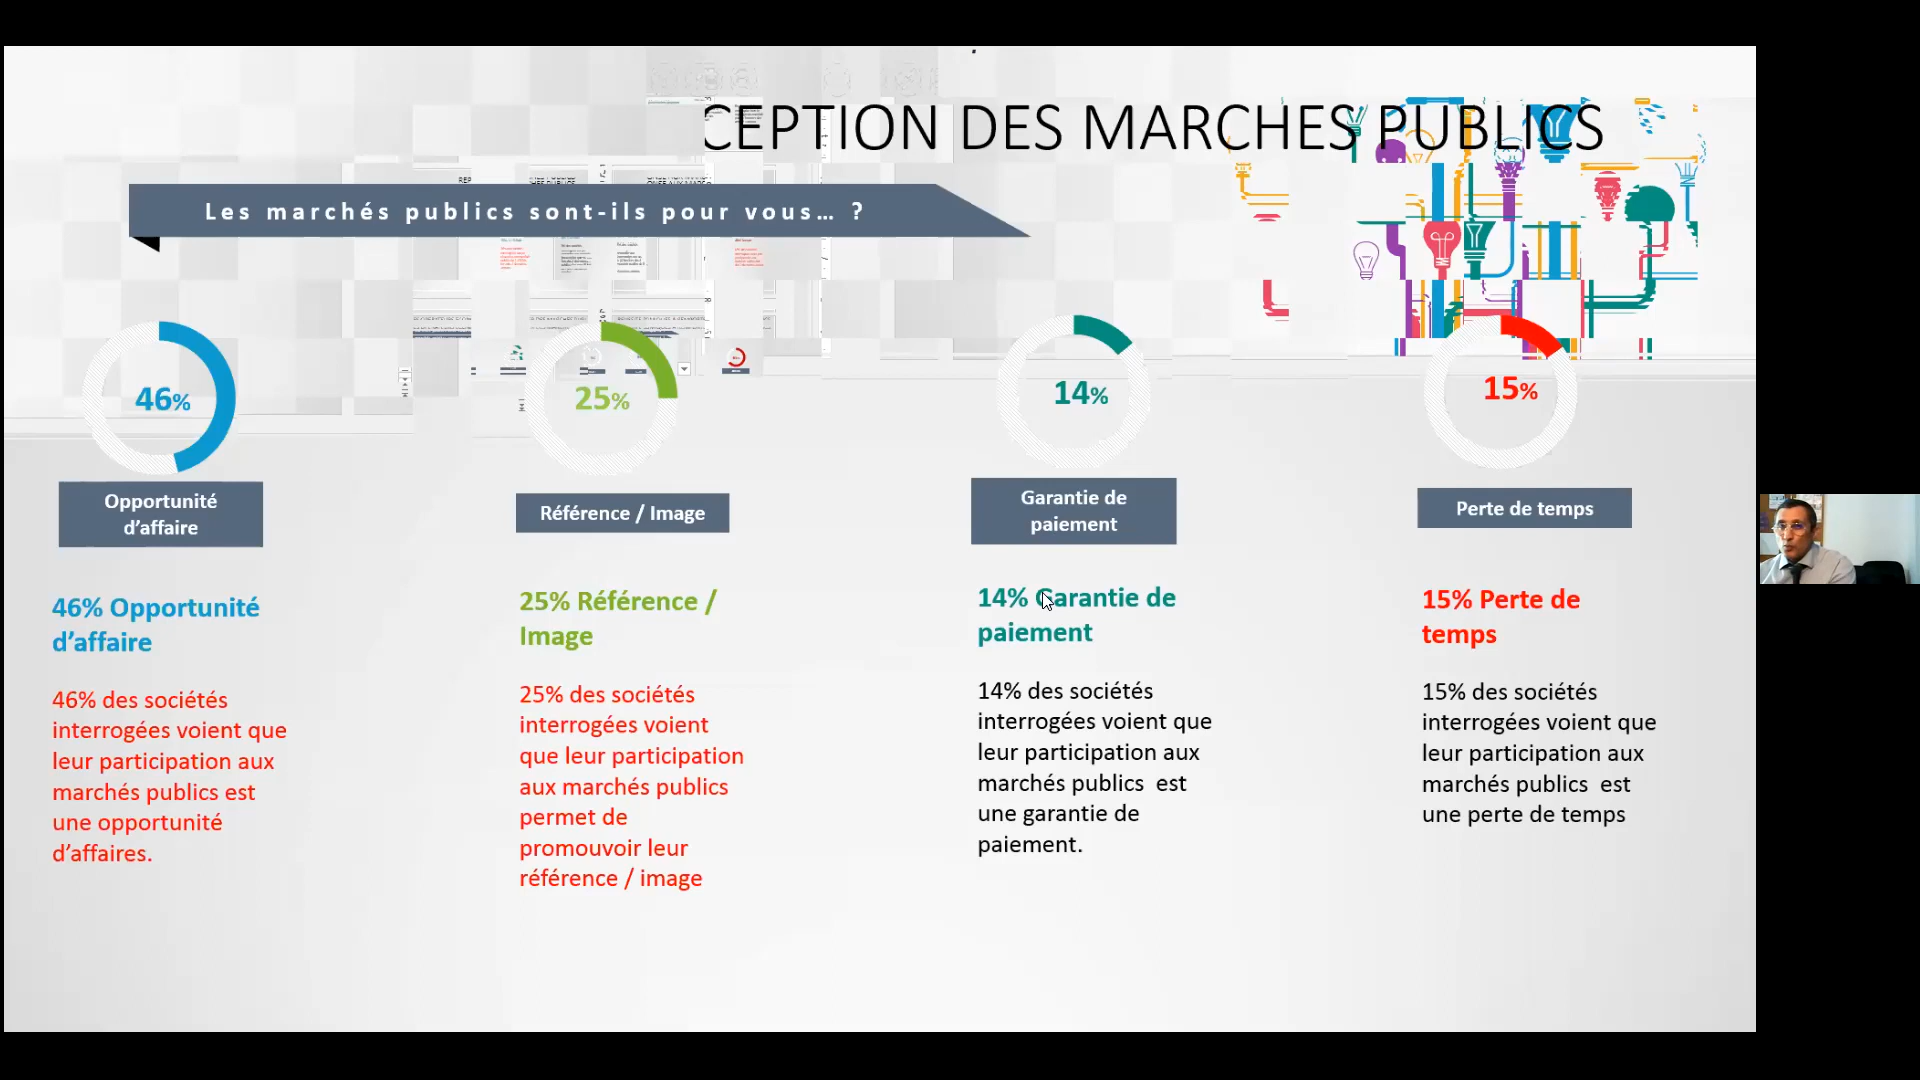 CEPTION DES MARCHES PUBLICS
Les marchés publics sont-ils pour vous… ?
46%
25%
14%
15%
Opportunité
d’affaire
Référence / Image
Garantie de
paiement
Perte de temps
46% Opportunité
d’affaire
46% des sociétés
interrogées voient que
leur participation aux
marchés publics est
une opportunité
d’affaires.
25% Référence /
Image
25% des sociétés
interrogées voient
que leur participation
aux marchés publics
permet de
promouvoir leur
référence / image
14% Garantie de
paiement
14% des sociétés
interrogées voient que
leur participation aux
marchés publics  est
une garantie de
paiement.
15% Perte de
temps
15% des sociétés
interrogées voient que
leur participation aux
marchés publics  est
une perte de temps